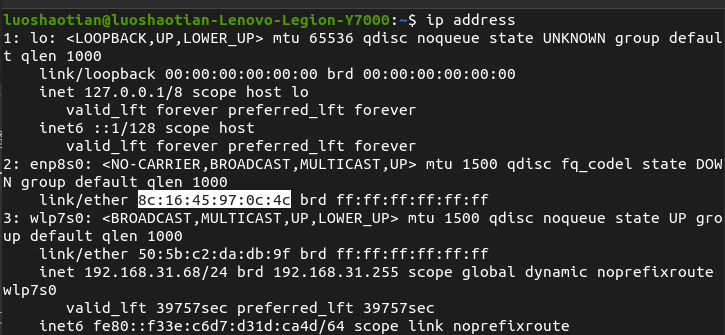 luoshaotian@luoshaotian-Lenovo-Legion-Y7000:~$ ip address
1: lo: <LOOPBACK,UP,LOWER_UP> mtu 65536 qdisc noqueue state UNKNOWN group defaul
t qlen 1000
    link/loopback 00:00:00:00:00:00 brd 00:00:00:00:00:00
    inet 127.0.0.1/8 scope host lo
       valid_lft forever preferred_lft forever
    inet6 ::1/128 scope host
       valid_lft forever preferred_lft forever
2: enp8s0: <NO-CARRIER,BROADCAST,MULTICAST,UP> mtu 1500 qdisc fq_codel state DOW
N group default qlen 1000
    link/ether 8c:16:45:97:0c:4c brd ff:ff:ff:ff:ff:ff
3: wlp7s0: <BROADCAST,MULTICAST,UP,LOWER_UP> mtu 1500 qdisc noqueue state UP gro
up default qlen 1000
    link/ether 50:5b:c2:da:db:9f brd ff:ff:ff:ff:ff:ff
    inet 192.168.31.68/24 brd 192.168.31.255 scope global dynamic noprefixroute
wlp7s0
       valid_lft 39757sec preferred_lft 39757sec
    inet6 fe80::f33e:c6d7:d31d:ca4d/64 scope link noprefixroute